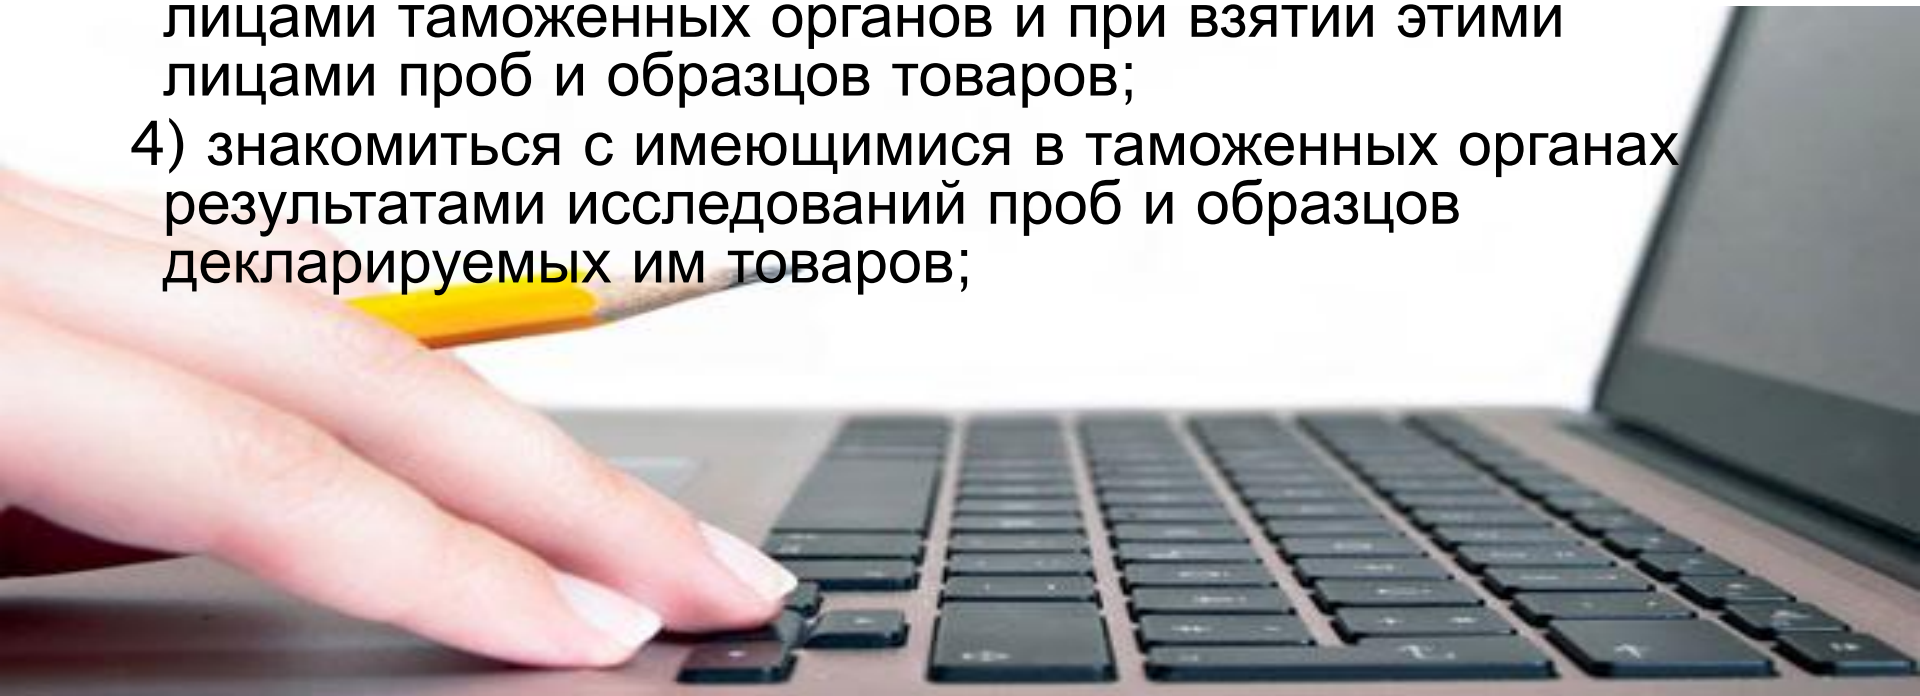 лицами таможенных органов и при взятии этими
лицами проб и образцов товаров;
4) знакомиться с имеющимися в таможенных органах
результатами исследований проб и образцов
декларируемых им товаров;